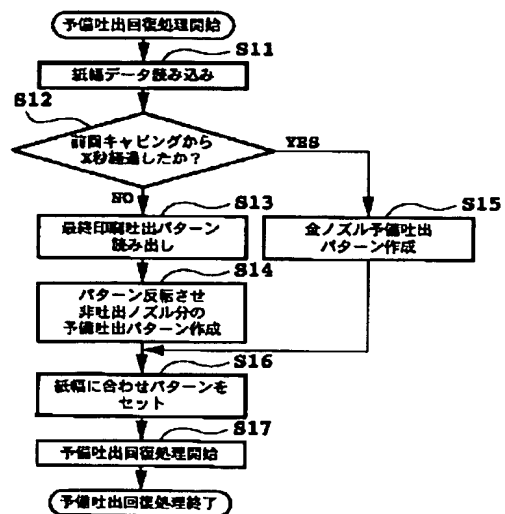 予備吐出回復処理開始
S11
紙幅データ読み込み
S12
前回キャピングから
X秒経過したか？
YES
NO
S13
最終印刷吐出パターン
読み出し
S15
全ノズル予備吐出
パターン作成
S14
パターン反転させ
非吐出ノズル分の
予備吐出パターン作成
S16
紙幅に合わせパターンを
セット
S17
予備吐出回復処理開始
予備吐出回復処理終了